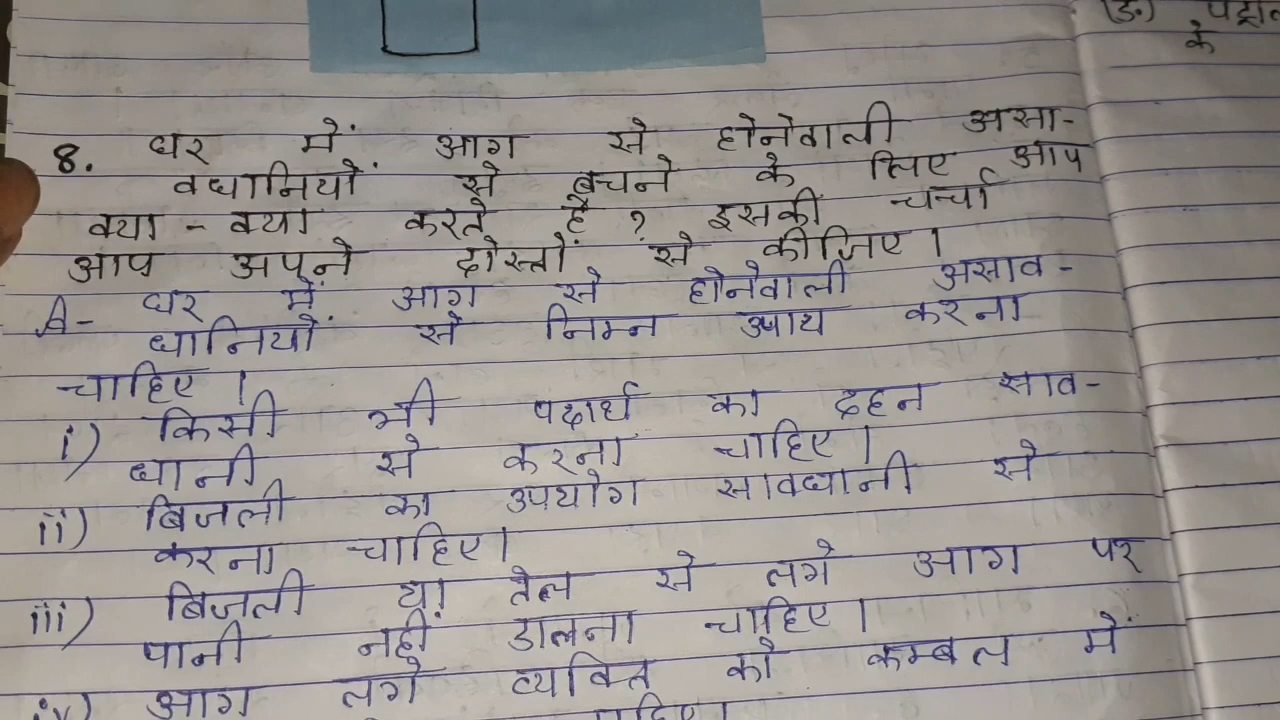 (ड.)
के
8. घर में आग से होनेवाली असा-
वधानियों से बचने के लिए आप
क्या - क्या करते है ? इसकी चर्चा
आप अपने दोस्तों से कीजिए।
A- घर में आग से होनेवाली असाव-
धानियों से निम्न उपाय करना
चाहिए।
i) किसी भी पदार्थ का दहन साव-
धानी से करना चाहिए।
ii) बिजली का उपयोग सावधानी से
करना चाहिए।
iii) बिजली या तेल से लगे आग पर
पानी नहीं डालना चाहिए।
iv) आग लगे व्यक्ति को कम्बल में